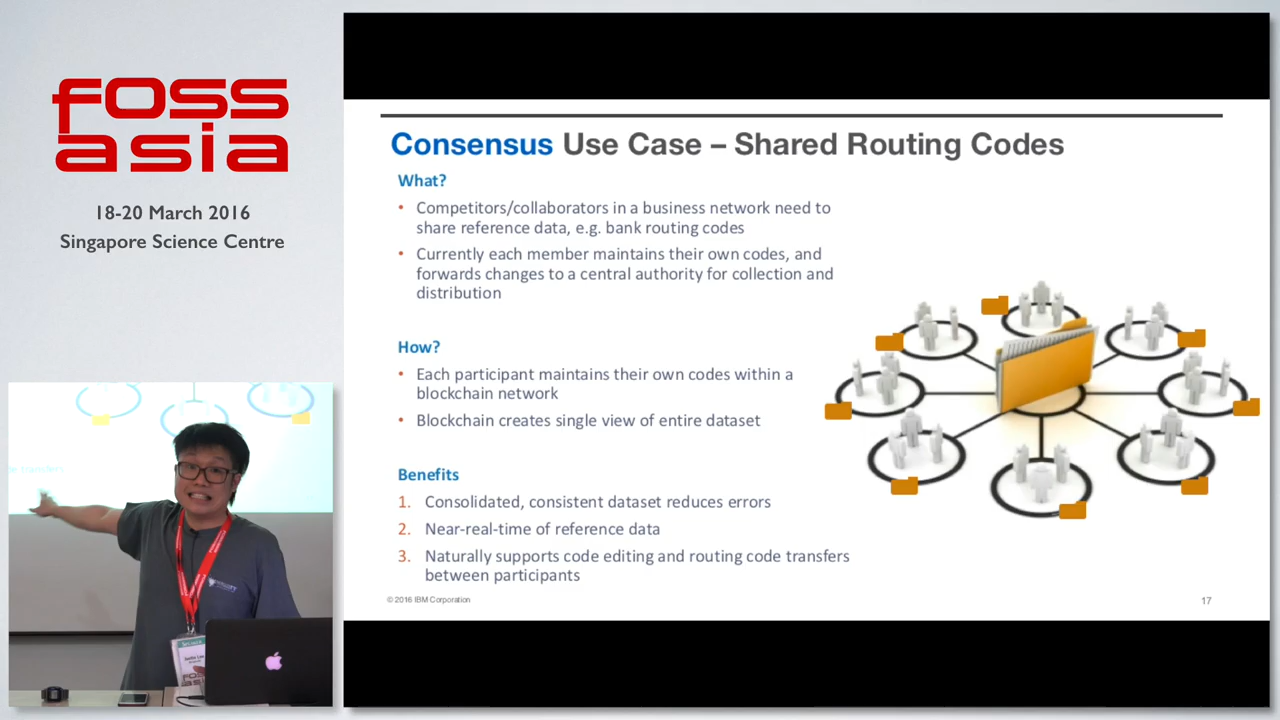 foss
asia
18-20 March 2016
Singapore Science Centre
Consensus Use Case – Shared Routing Codes
What?
• Competitors/collaborators in a business network need to
share reference data, e.g. bank routing codes
• Currently each member maintains their own codes, and
forwards changes to a central authority for collection and
distribution
How?
• Each participant maintains their own codes within a
blockchain network
• Blockchain creates single view of entire dataset
Benefits
1. Consolidated, consistent dataset reduces errors
2. Near-real-time of reference data
3. Naturally supports code editing and routing code transfers
between participants
© 2016 IBM Corporation
17